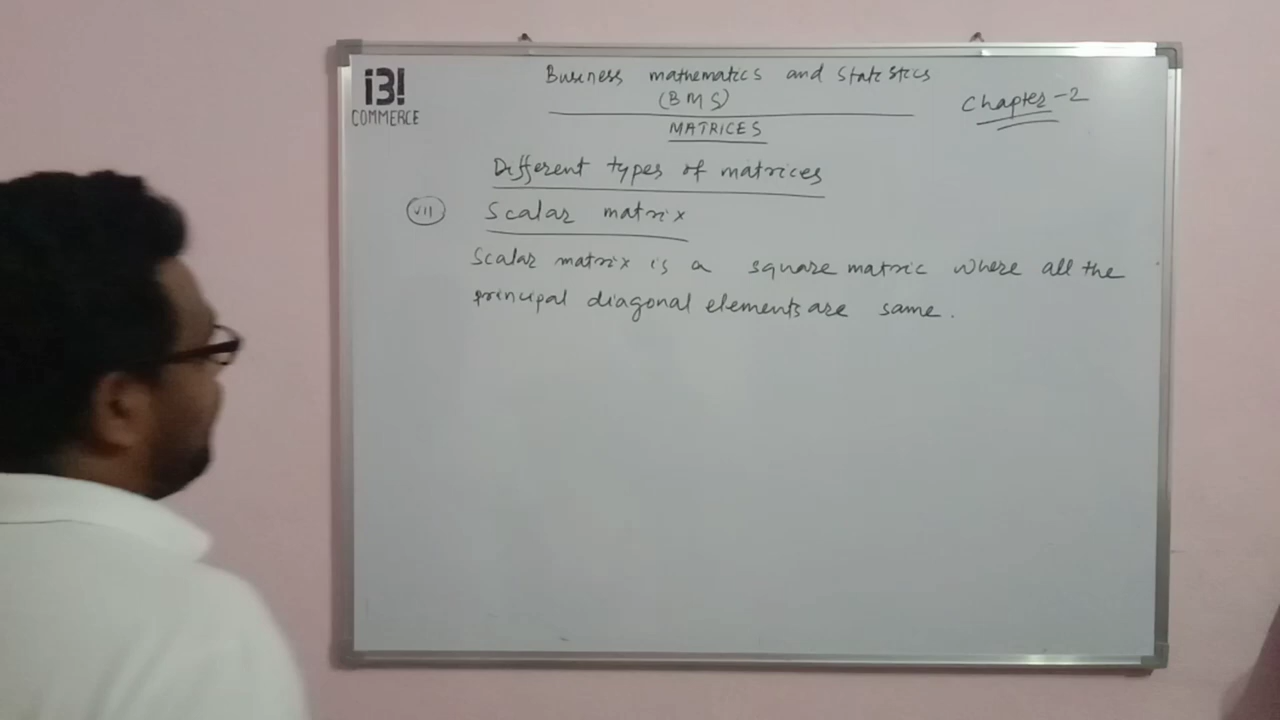 i3!
COMMERCE
Business mathematics and statistics
(BMS)
Chapter-2
MATRICES
Different types of matrices
VII Scalar matrix
Scalar matrix is a square matric where all the
principal diagonal elements are same.